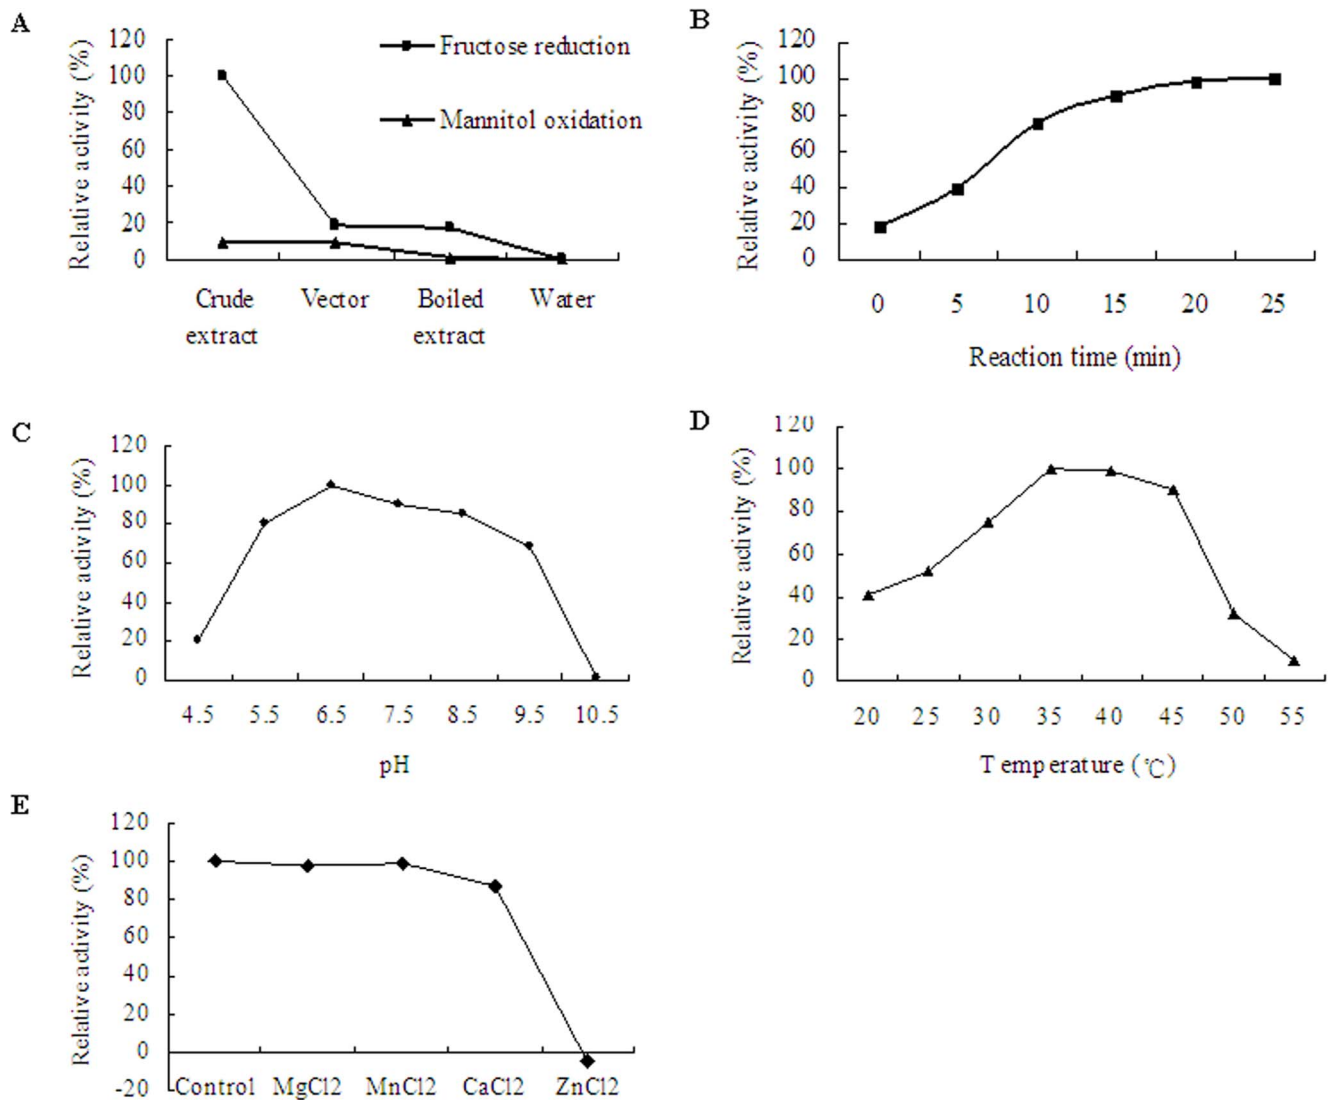 A
Relative activity (%)
120
100
80
60
40
20
0
Fructose reduction
Mannitol oxidation
Crude extract
Vector
Boiled extract
Water
B
Relative activity (%)
120
100
80
60
40
20
0
0 5 10 15 20 25
Reaction time (min)
C
Relative activity (%)
120
100
80
60
40
20
0
4.5 5.5 6.5 7.5 8.5 9.5 10.5
pH
D
Relative activity (%)
120
100
80
60
40
20
0
20 25 30 35 40 45 50 55
Temperature (℃)
E
Relative activity (%)
120
100
80
60
40
20
0
-20
Control MgCl2 MnCl2 CaCl2 ZnCl2